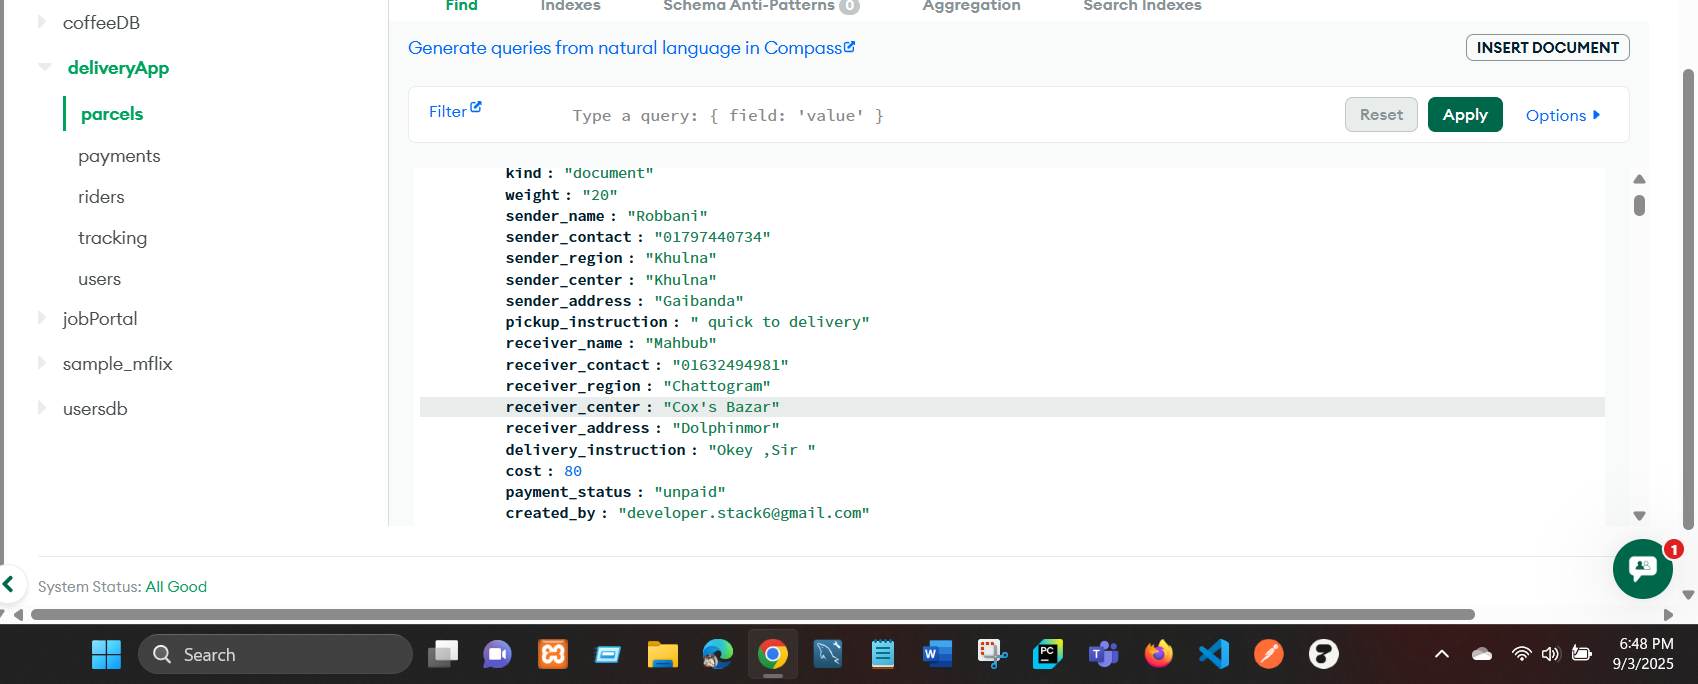 Find Indexes Schema Anti-Patterns 0 Aggregation Search Indexes
coffeeDB
deliveryApp
parcels
payments
riders
tracking
users
jobPortal
sample_mflix
usersdb
Generate queries from natural language in Compass
INSERT DOCUMENT
Filter Type a query: { field: 'value' } Reset Apply Options
kind : "document"
weight : "20"
sender_name : "Robbani"
sender_contact : "01797440734"
sender_region : "Khulna"
sender_center : "Khulna"
sender_address : "Gaibanda"
pickup_instruction : " quick to delivery"
receiver_name : "Mahbub"
receiver_contact : "01632494981"
receiver_region : "Chattogram"
receiver_center : "Cox's Bazar"
receiver_address : "Dolphinmor"
delivery_instruction : "Okey ,Sir "
cost : 80
payment_status : "unpaid"
created_by : "developer.stack6@gmail.com"
1
System Status: All Good
Search
W
PC
T
6:48 PM
9/3/2025